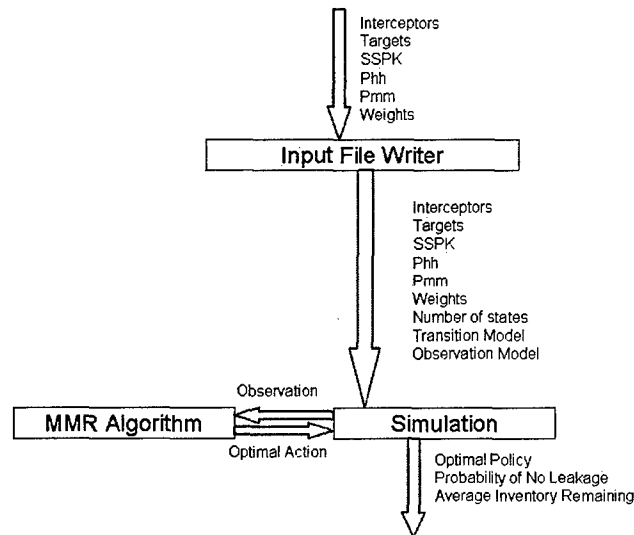 Interceptors
Targets
SSPK
Phh
Pmm
Weights
Input File Writer
Interceptors
Targets
SSPK
Phh
Pmm
Weights
Number of states
Transition Model
Observation Model
Observation
MMR Algorithm
Simulation
Optimal Action
Optimal Policy
Probability of No Leakage
Average Inventory Remaining